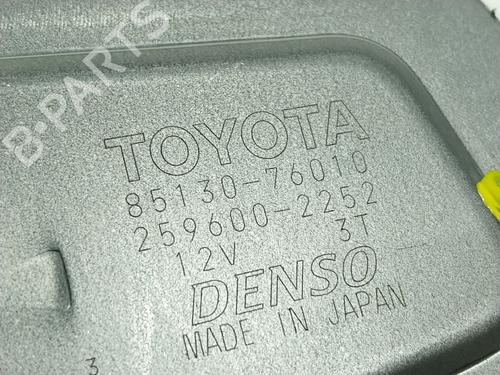 B-PARTS
TOYOTA
85130-76010
259600-2252
12V 3T
DENSO
MADE IN JAPAN
3